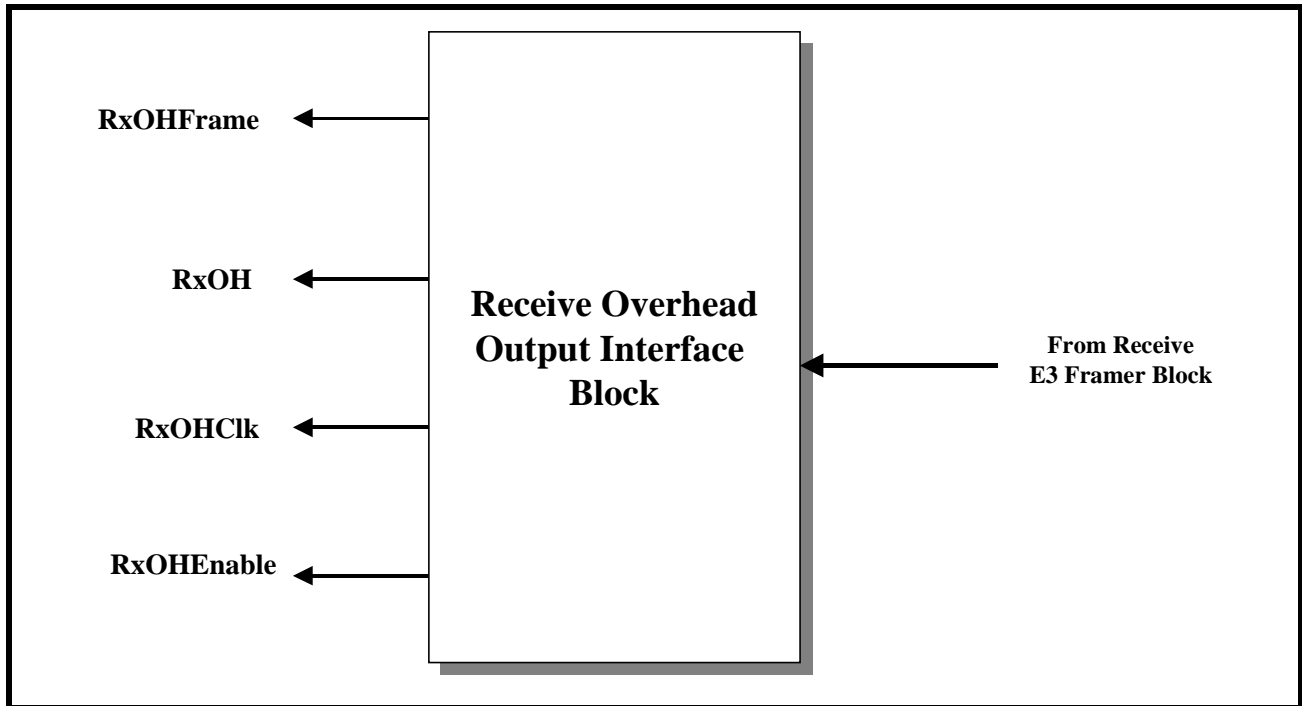 RxOHFrame
RxOH
RxOHClk
RxOHEnable
Receive Overhead
Output Interface
Block
From Receive
E3 Framer Block